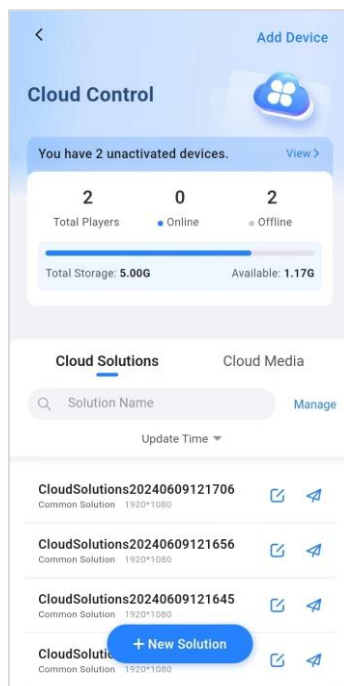 Add Device
Cloud Control
You have 2 unactivated devices. View >
2 0 2
Total Players Online Offline
Total Storage: 5.00G Available: 1.17G
Cloud Solutions Cloud Media
Solution Name Manage
Update Time
CloudSolutions20240609121706
Common Solution 1920*1080
CloudSolutions20240609121656
Common Solution 1920*1080
CloudSolutions20240609121645
Common Solution 1920*1080
+ New Solution
Common Solution 1920*1080